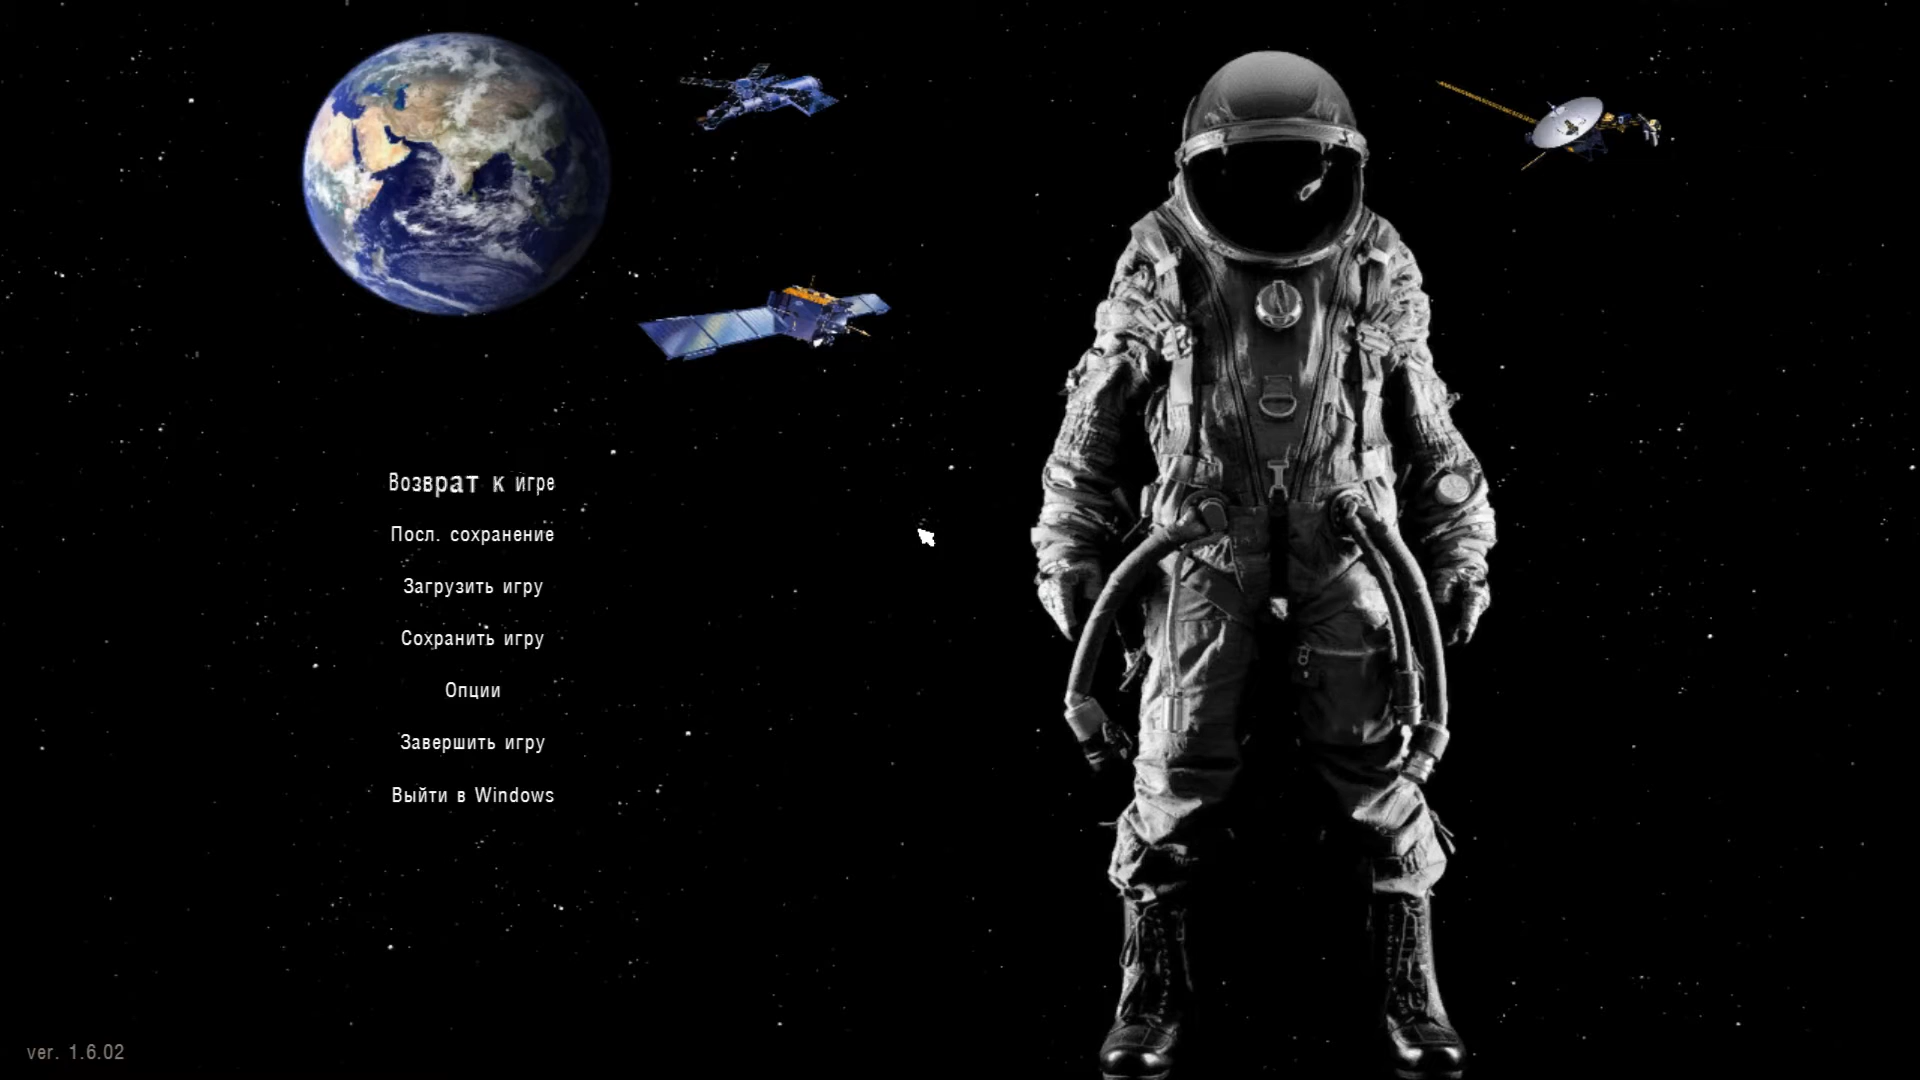 Возврат к игре
Посл. сохранение
Загрузить игру
Сохранить игру
Опции
Завершить игру
Выйти в Windows
ver. 1.6.02